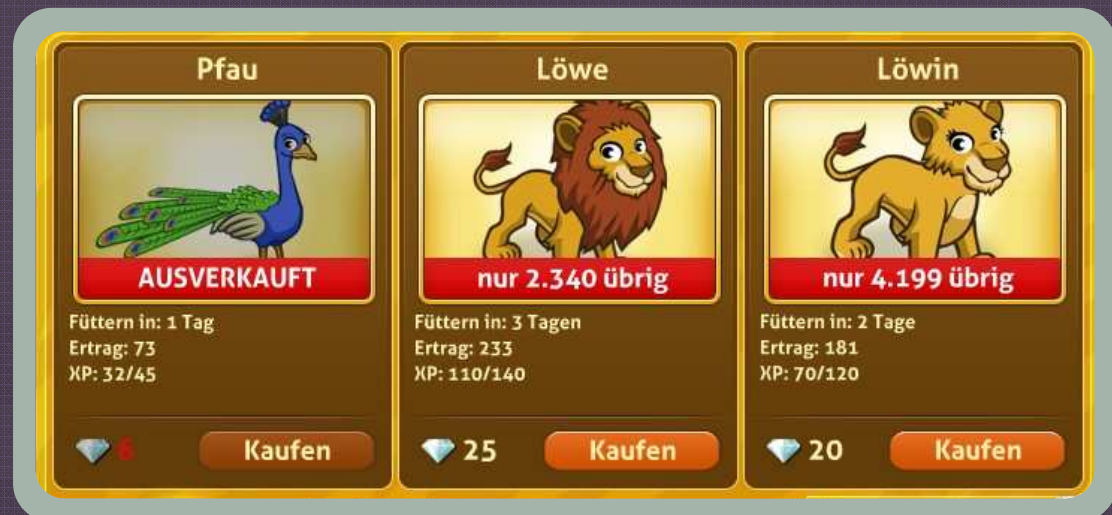 Pfau
AUSVERKAUFT
Füttern in: 1 Tag
Ertrag: 73
XP: 32/45
Kaufen
Löwe
nur 2.340 übrig
Füttern in: 3 Tagen
Ertrag: 233
XP: 110/140
25
Kaufen
Löwin
nur 4.199 übrig
Füttern in: 2 Tage
Ertrag: 181
XP: 70/120
20
Kaufen